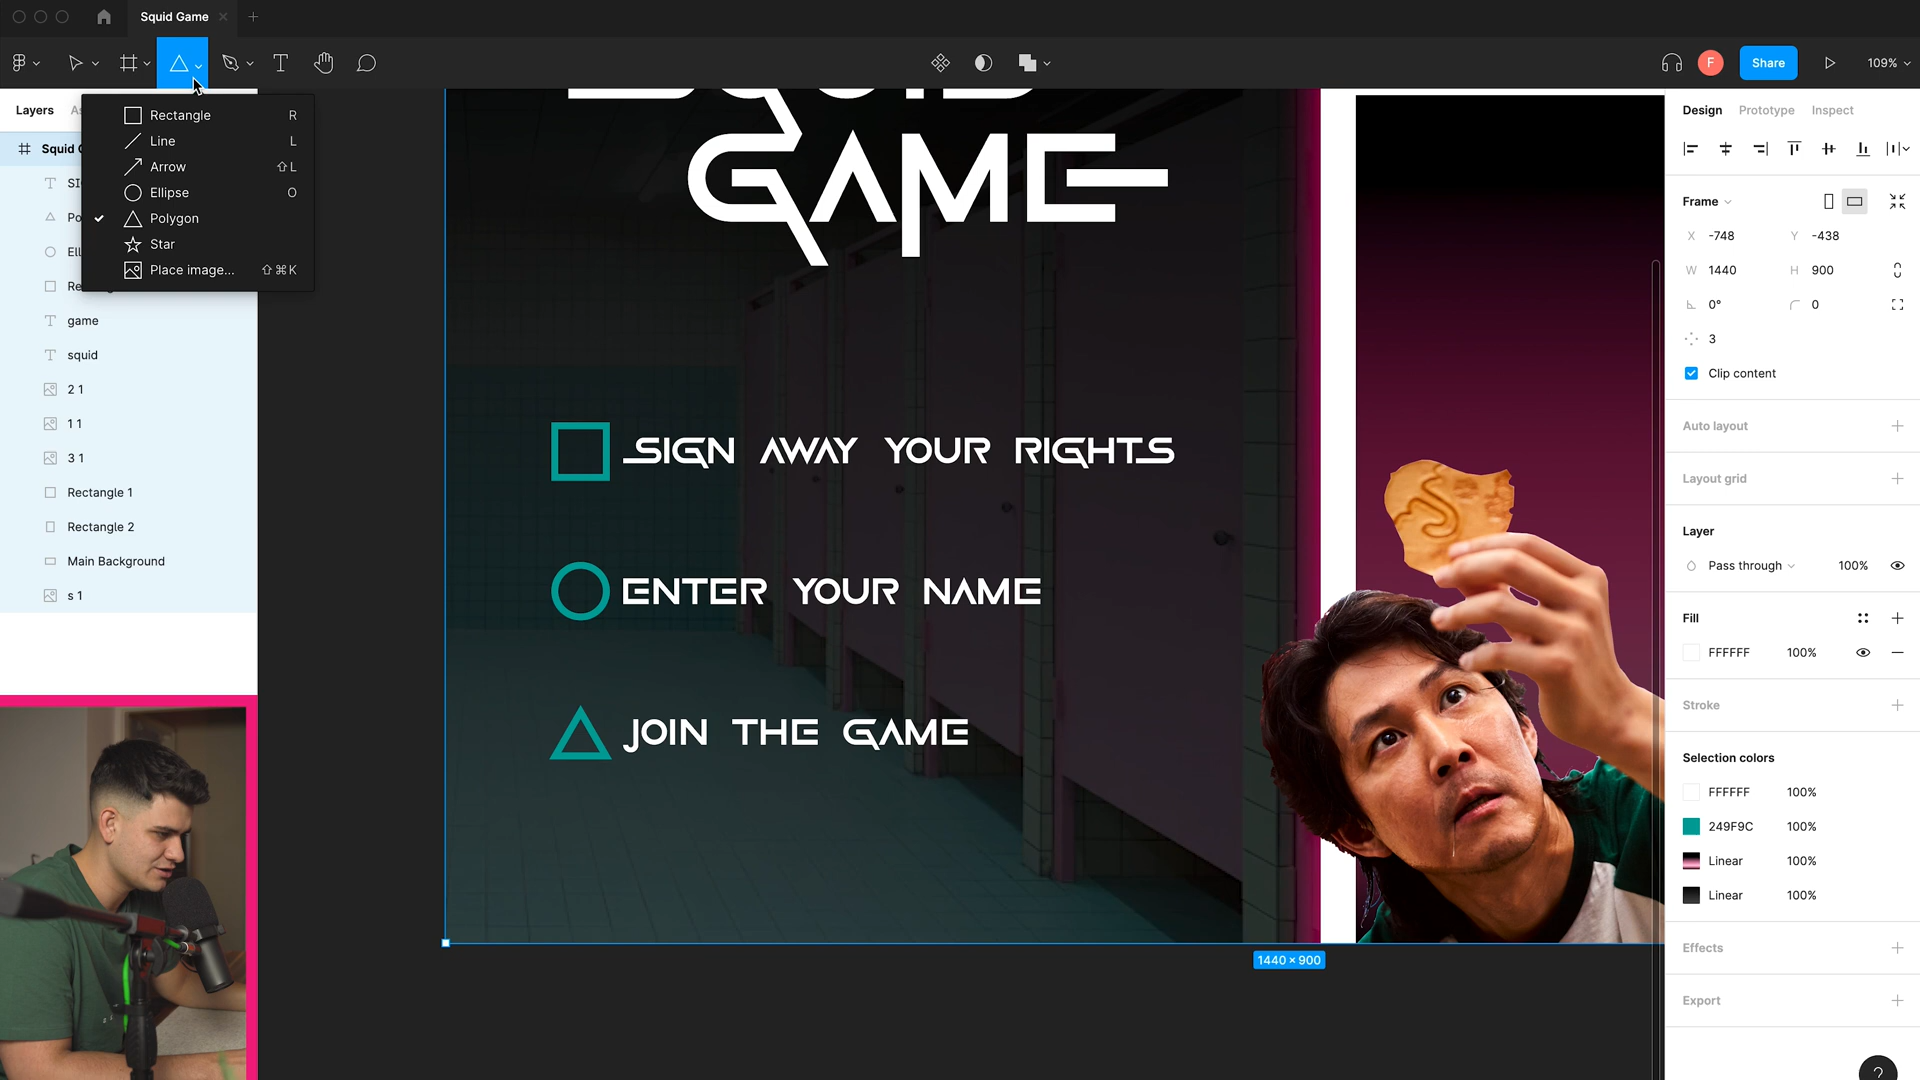 Squid Game
F
Share
109%
Layers
Design
Prototype
Inspect
Rectangle R
Line L
Arrow ⇧L
Ellipse O
Polygon
Star
Place image... ⇧⌘K
game
squid
2 1
1 1
3 1
Rectangle 1
Rectangle 2
Main Background
s 1
SQUID
GAME
SIGN AWAY YOUR RIGHTS
ENTER YOUR NAME
JOIN THE GAME
1440 × 900
Frame
X -748 Y -438
W 1440 H 900
0° 0
3
Clip content
Auto layout
Layout grid
Layer
Pass through 100%
Fill
FFFFFF 100%
Stroke
Selection colors
FFFFFF 100%
249F9C 100%
Linear 100%
Linear 100%
Effects
Export
?